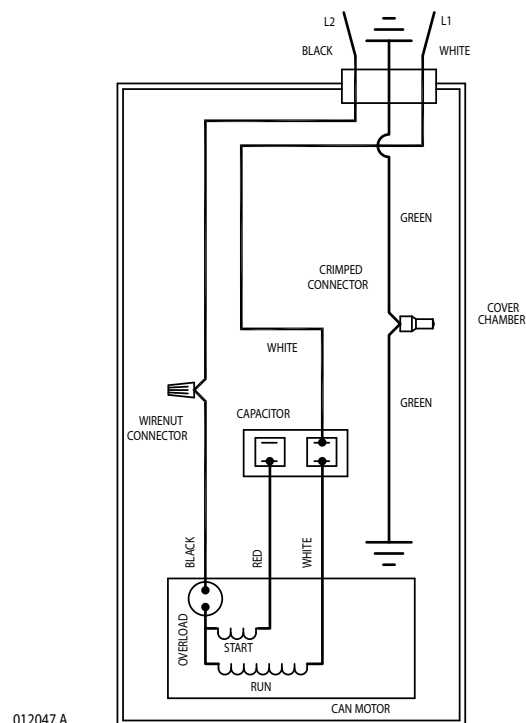 L2
L1
BLACK
WHITE
GREEN
CRIMPED
CONNECTOR
COVER
CHAMBER
WHITE
GREEN
CAPACITOR
WIRENUT
CONNECTOR
BLACK
RED
WHITE
OVERLOAD
START
RUN
CAN MOTOR
012047 A